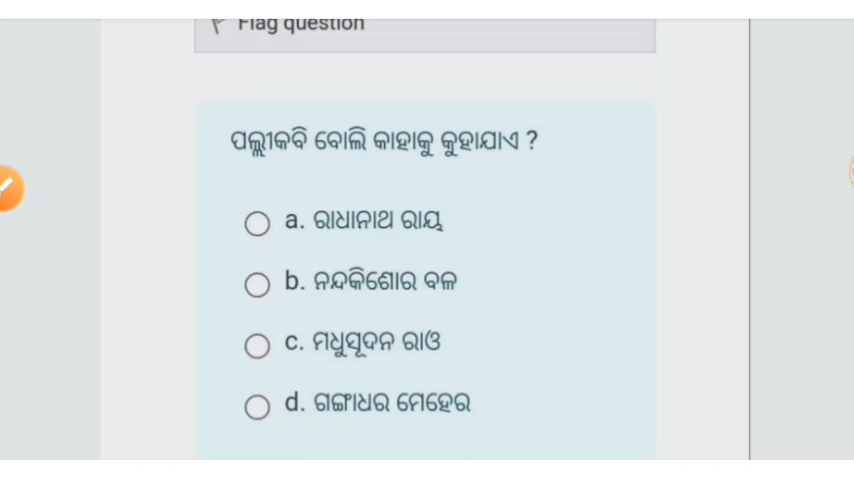 Flag question
ପଲ୍ଲୀକବି ବୋଲି କାହାକୁ କୁହାଯାଏ ?
a. ରାଧାନାଥ ରାୟ
b. ନନ୍ଦକିଶୋର ବଳ
c. ମଧୁସୂଦନ ରାଓ
d. ଗଙ୍ଗାଧର ମେହେର